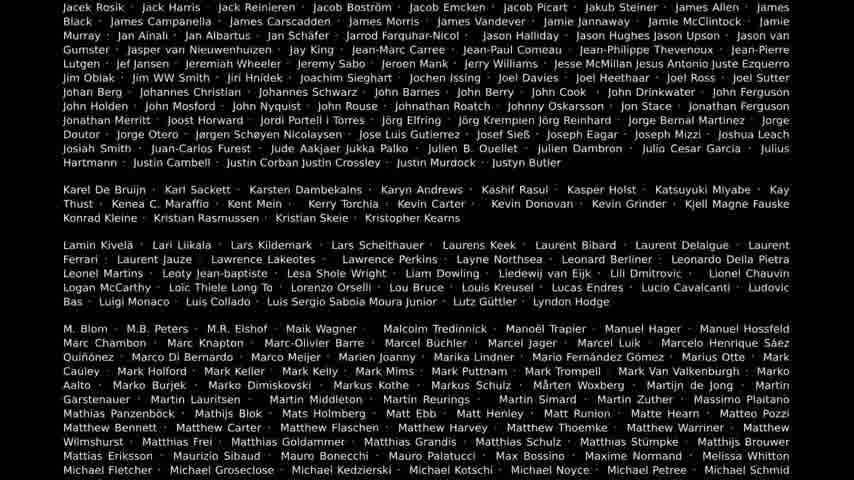 Jacek Rosik · Jack Harris · Jack Reinieren · Jacob Boström · Jacob Emcken · Jacob Picart · Jakub Steiner · James Allen · James
Black · James Campanella · James Carscadden · James Morris · James Vandever · Jamie Jannaway · Jamie McClintock · Jamie
Murray · Jan Ainali · Jan Albartus · Jan Schäfer · Jarrod Farquhar-Nicol · Jason Halliday · Jason Hughes Jason Upson · Jason van
Gumster · Jasper van Nieuwenhuizen · Jay King · Jean-Marc Carree · Jean-Paul Comeau · Jean-Philippe Thevenoux · Jean-Pierre
Lutgen · Jef Jansen · Jeremiah Wheeler · Jeremy Sabo · Jeroen Mank · Jerry Williams · Jesse McMillan Jesus Antonio Juste Ezquerro
Jim Obiak · Jim WW Smith · Jiri Hnídek · Joachim Sieghart · Jochen Issing · Joel Davies · Joel Heethaar · Joel Ross · Joel Sutter
Johan Berg · Johannes Christian · Johannes Schwarz · John Barnes · John Berry · John Cook · John Drinkwater · John Ferguson
John Holden · John Mosford · John Nyquist · John Rouse · Johnathan Roatch · Johnny Oskarsson · Jon Stace · Jonathan Ferguson
Jonathan Merritt · Joost Horward · Jordi Portell i Torres · Jörg Elfring · Jörg Krempien Jörg Reinhard · Jorge Bernal Martinez · Jorge
Doutor · Jorge Otero · Jørgen Schøyen Nicolaysen · Jose Luis Gutierrez · Josef Sieß · Joseph Eagar · Joseph Mizzi · Joshua Leach
Josiah Smith · Juan-Carlos Furest · Jude Aakjaer Jukka Palko · Julien B. Ouellet · Julien Dambron · Julio Cesar Garcia · Julius
Hartmann · Justin Cambell · Justin Corban Justin Crossley · Justin Murdock · Justyn Butler
Karel De Bruijn · Karl Sackett · Karsten Dambekalns · Karyn Andrews · Kashif Rasul · Kasper Holst · Katsuyuki Miyabe · Kay
Thust · Kenea C. Maraffio · Kent Mein · Kerry Torchia · Kevin Carter · Kevin Donovan · Kevin Grinder · Kjell Magne Fauske
Konrad Kleine · Kristian Rasmussen · Kristian Skeie · Kristopher Kearns
Lamin Kivelä · Lari Liikala · Lars Kildemark · Lars Scheithauer · Laurens Keek · Laurent Bibard · Laurent Delalgue · Laurent
Ferrari · Laurent Jauze · Lawrence Lakeotes · Lawrence Perkins · Layne Northsea · Leonard Berliner · Leonardo Della Pietra
Leonel Martins · Leoty Jean-baptiste · Lesa Shole Wright · Liam Dowling · Liedewij van Eijk · Lili Dmitrovic · Lionel Chauvin
Logan McCarthy · Loïc Thiele Long To · Lorenzo Orselli · Lou Bruce · Louis Kreusel · Lucas Endres · Lucio Cavalcanti · Ludovic
Bas · Luigi Monaco · Luis Collado · Luis Sergio Saboia Moura Junior · Lutz Güttler · Lyndon Hodge
M. Blom · M.B. Peters · M.R. Elshof · Maik Wagner · Malcolm Tredinnick · Manoël Trapier · Manuel Hager · Manuel Hossfeld
Marc Chambon · Marc Knapton · Marc-Olivier Barre · Marcel Büchler · Marcel Jager · Marcel Luik · Marcelo Henrique Sáez
Quiñónez · Marco Di Bernardo · Marco Meijer · Marien Joanny · Marika Lindner · Mario Fernández Gómez · Marius Otte · Mark
Cauley · Mark Holford · Mark Keller · Mark Kelly · Mark Mims · Mark Puttnam · Mark Trompell · Mark Van Valkenburgh · Marko
Aalto · Marko Burjek · Marko Dimiskovski · Markus Kothe · Markus Schulz · Mårten Woxberg · Martijn de Jong · Martin
Garstenauer · Martin Lauritsen · Martin Middleton · Martin Reurings · Martin Simard · Martin Zuther · Massimo Plaitano
Mathias Panzenböck · Mathijs Blok · Mats Holmberg · Matt Ebb · Matt Henley · Matt Runion · Matte Hearn · Matteo Pozzi
Matthew Bennett · Matthew Carter · Matthew Flaschen · Matthew Harvey · Matthew Thoemke · Matthew Warriner · Matthew
Wilmshurst · Matthias Frei · Matthias Goldammer · Matthias Grandis · Matthias Schulz · Matthias Stümpke · Matthijs Brouwer
Mattias Eriksson · Maurizio Sibaud · Mauro Bonecchi · Mauro Palatucci · Max Bossino · Maxime Normand · Melissa Whitton
Michael Fletcher · Michael Groseclose · Michael Kedzierski · Michael Kotschi · Michael Noyce · Michael Petree · Michael Schmid